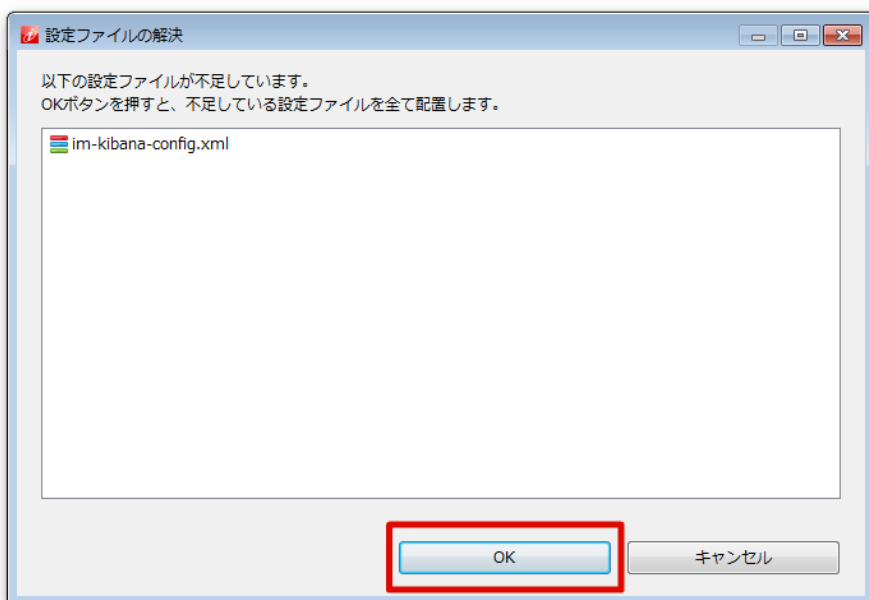 設定ファイルの解決
以下の設定ファイルが不足しています。
OKボタンを押すと、不足している設定ファイルを全て配置します。
im-kibana-config.xml
OK
キャンセル